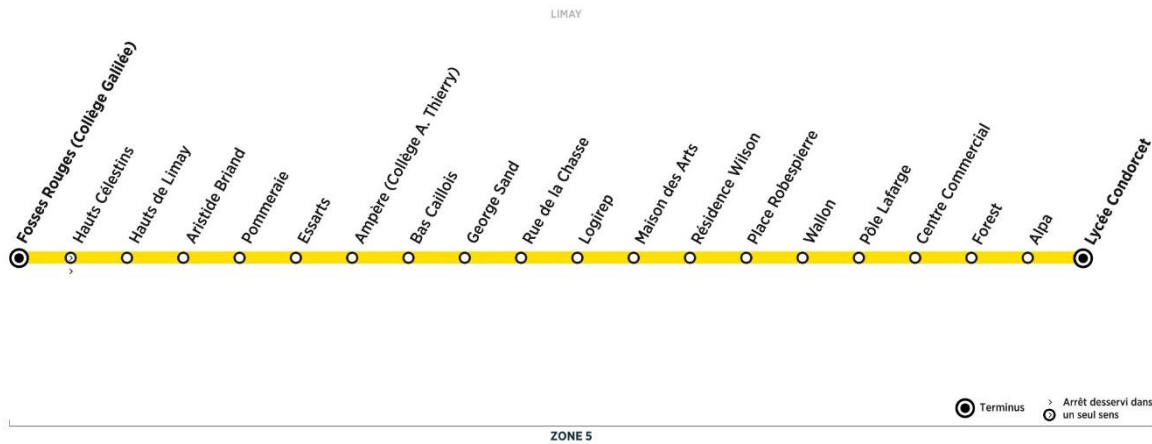 LIMAY
Fosses Rouges (Collège Galilée)
Hauts Célestins
Hauts de Limay
Aristide Briand
Pommeraie
Essarts
Ampère (Collège A. Thierry)
Bas Caillois
George Sand
Rue de la Chasse
Logirep
Maison des Arts
Résidence Wilson
Place Robespierre
Wallon
Pôle Lafarge
Centre Commercial
Forest
Alpa
Lycée Condorcet
Terminus
Arrêt desservi dans
un seul sens
ZONE 5